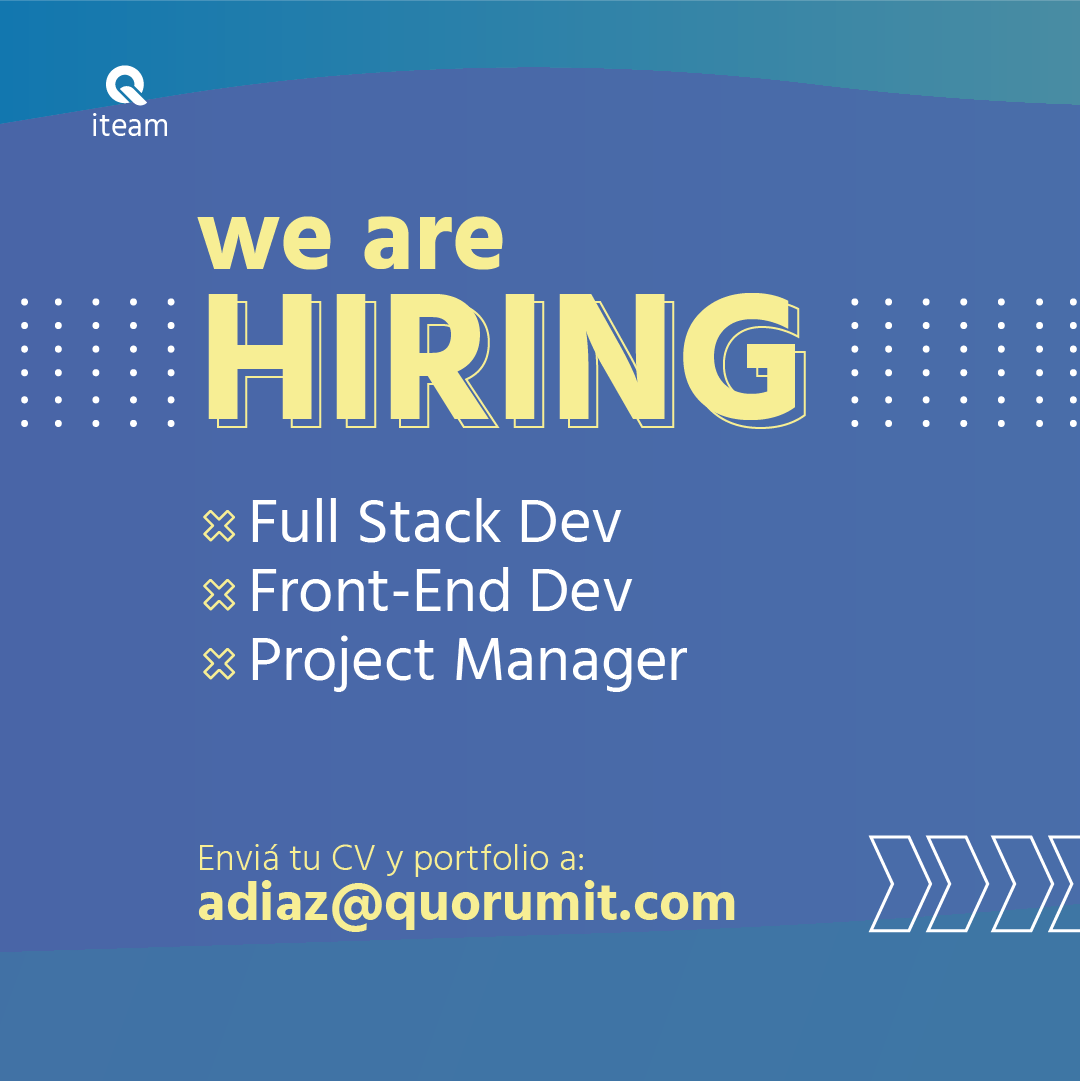 iteam
we are
HIRING
Full Stack Dev
Front-End Dev
Project Manager
Enviá tu CV y portfolio a:
adiaz@quorumit.com